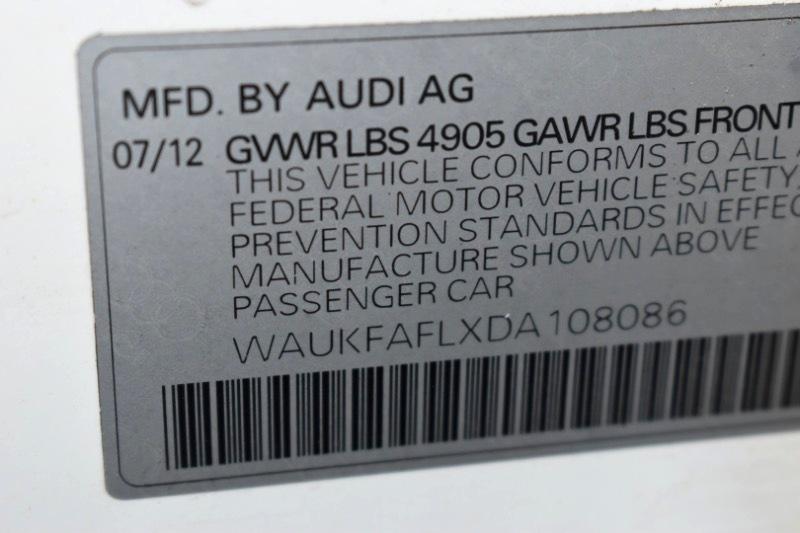 MFD. BY AUDI AG
07/12 GVWR LBS 4905 GAWR LBS FRONT
THIS VEHICLE CONFORMS TO ALL
FEDERAL MOTOR VEHICLE SAFETY,
PREVENTION STANDARDS IN EFFEC
MANUFACTURE SHOWN ABOVE
PASSENGER CAR
WAUKFAFLXDA108086